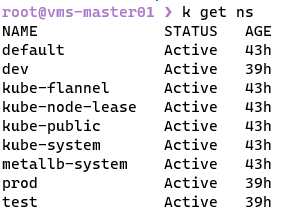 root@vms-master01 ❯ k get ns
NAME STATUS AGE
default Active 43h
dev Active 39h
kube-flannel Active 43h
kube-node-lease Active 43h
kube-public Active 43h
kube-system Active 43h
metallb-system Active 43h
prod Active 39h
test Active 39h